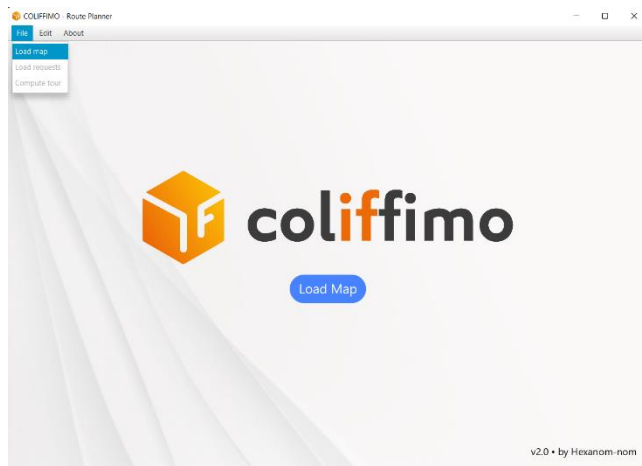 COLIFFIMO - Route Planner
File Edit About
Load map
Load requests
Compute tour
coliffimo
Load Map
v2.0 • by Hexanom-nom